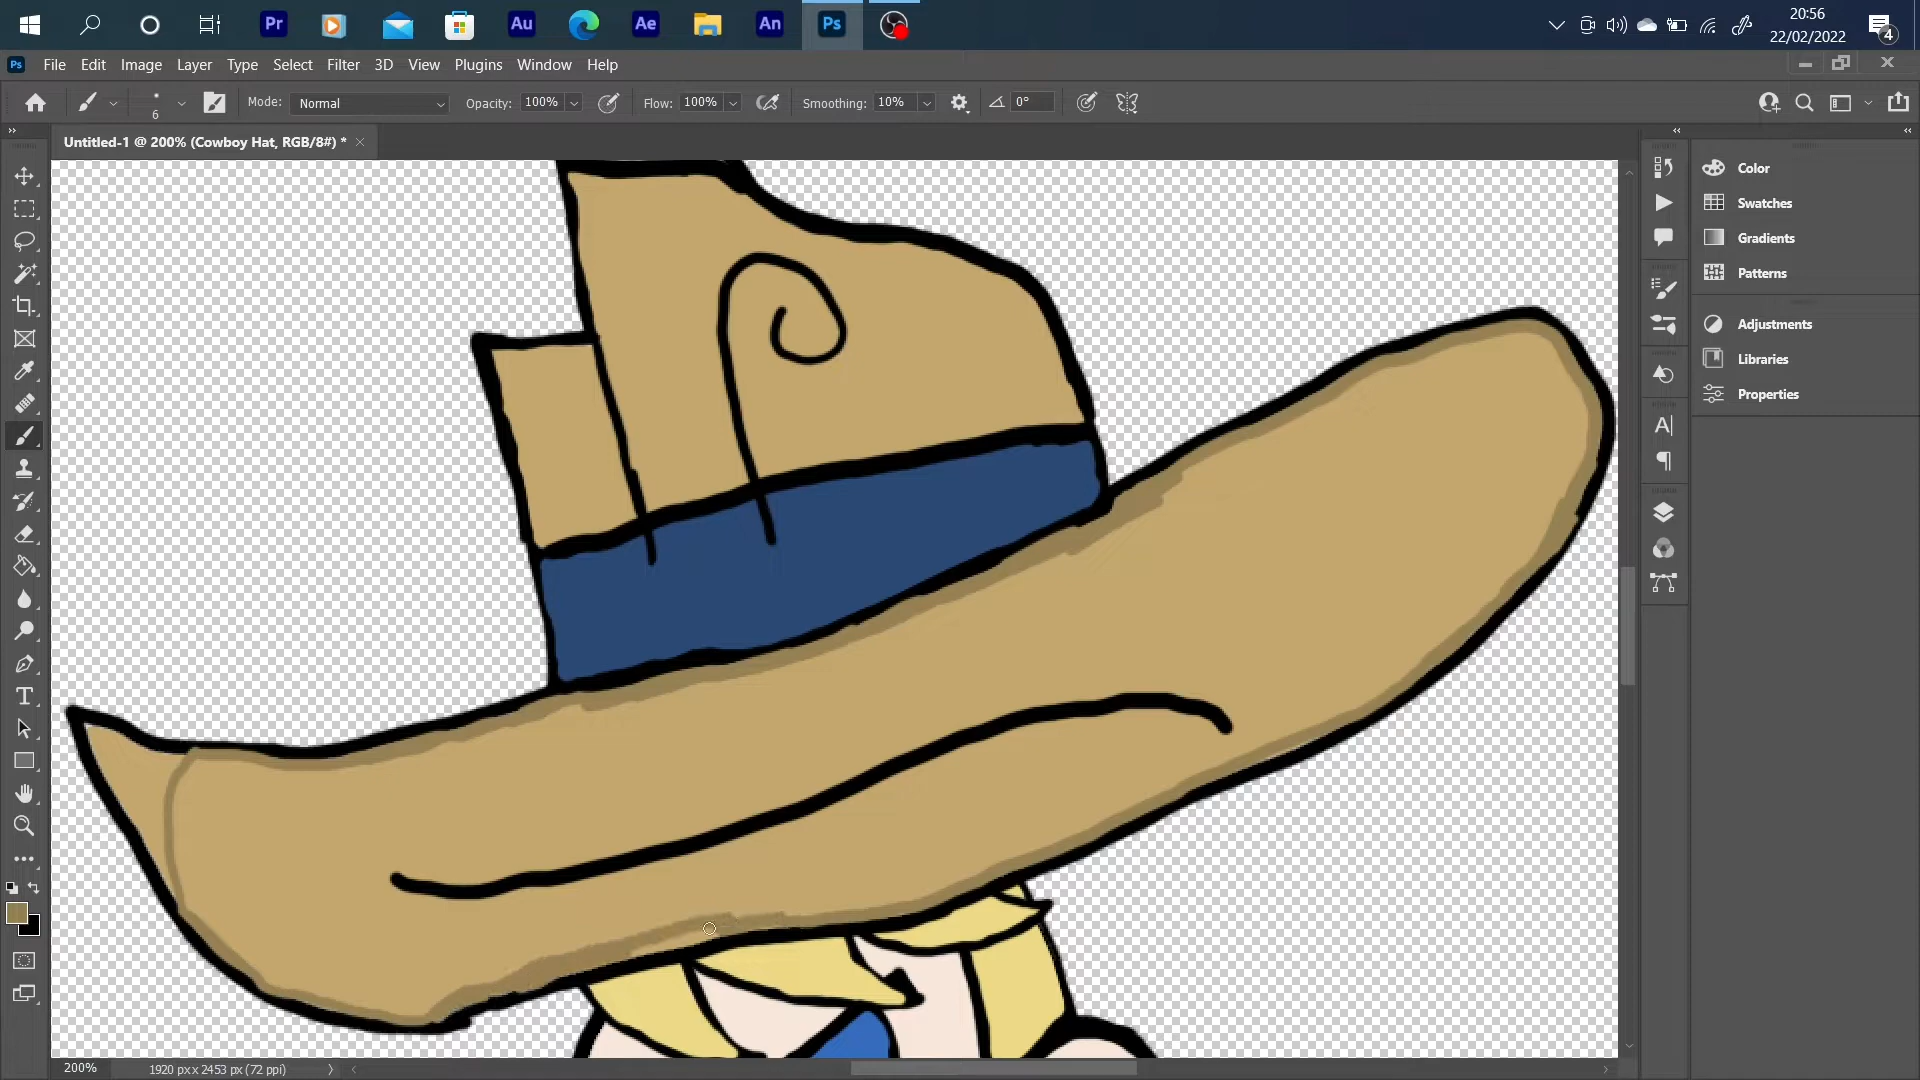 Pr Au Ae An Ps
20:56
22/02/2022
4
Ps File Edit Image Layer Type Select Filter 3D View Plugins Window Help
6 Mode: Normal Opacity: 100% Flow: 100% Smoothing: 10% 0°
Untitled-1 @ 200% (Cowboy Hat, RGB/8#) *
Color
Swatches
Gradients
Patterns
Adjustments
Libraries
Properties
200% 1920 px x 2453 px (72 ppi)